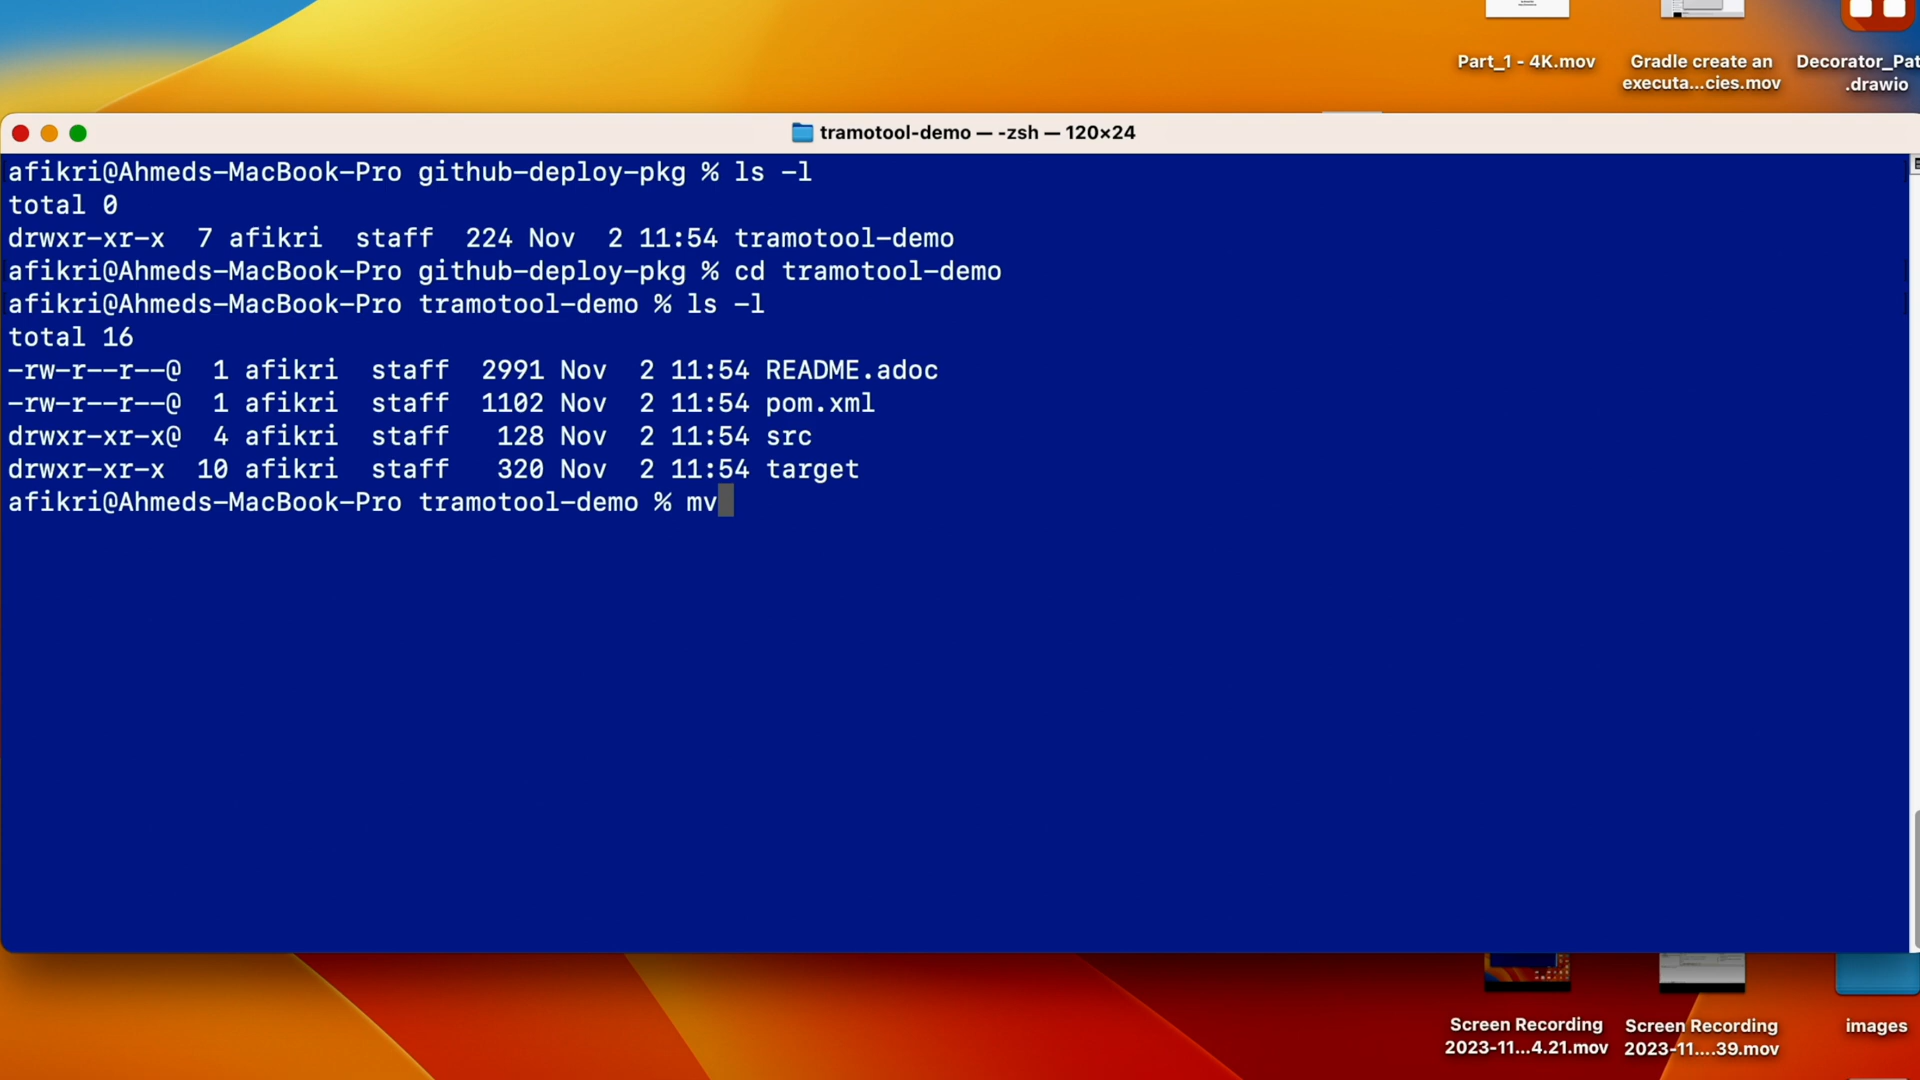 Part_1 - 4K.mov
Gradle create an
executa...cies.mov
Decorator_Pat
.drawio
tramotool-demo — -zsh — 120×24
afikri@Ahmeds-MacBook-Pro github-deploy-pkg % ls -l
total 0
drwxr-xr-x  7 afikri  staff  224 Nov  2 11:54 tramotool-demo
afikri@Ahmeds-MacBook-Pro github-deploy-pkg % cd tramotool-demo
afikri@Ahmeds-MacBook-Pro tramotool-demo % ls -l
total 16
-rw-r--r--@  1 afikri  staff  2991 Nov  2 11:54 README.adoc
-rw-r--r--@  1 afikri  staff  1102 Nov  2 11:54 pom.xml
drwxr-xr-x@  4 afikri  staff   128 Nov  2 11:54 src
drwxr-xr-x  10 afikri  staff   320 Nov  2 11:54 target
afikri@Ahmeds-MacBook-Pro tramotool-demo % mv
Screen Recording
2023-11...4.21.mov
Screen Recording
2023-11....39.mov
images